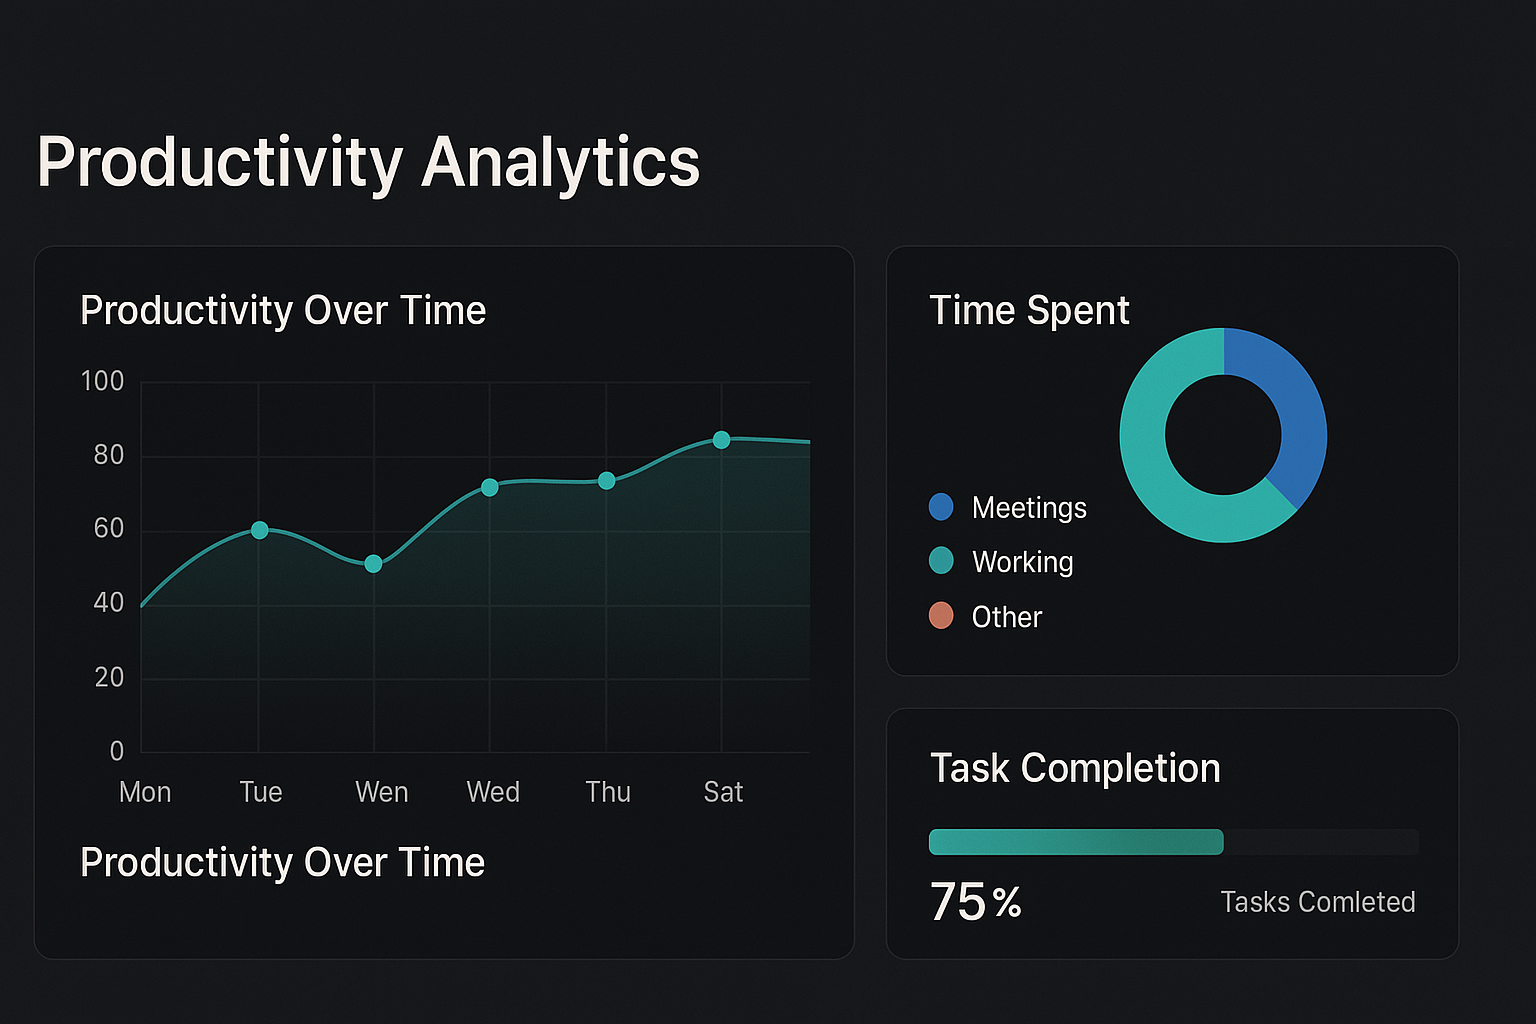 Productivity Analytics
Productivity Over Time
100
80
60
40
20
0
Mon Tue Wen Wed Thu Sat
Productivity Over Time
Time Spent
Meetings
Working
Other
Task Completion
75% Tasks Comleted